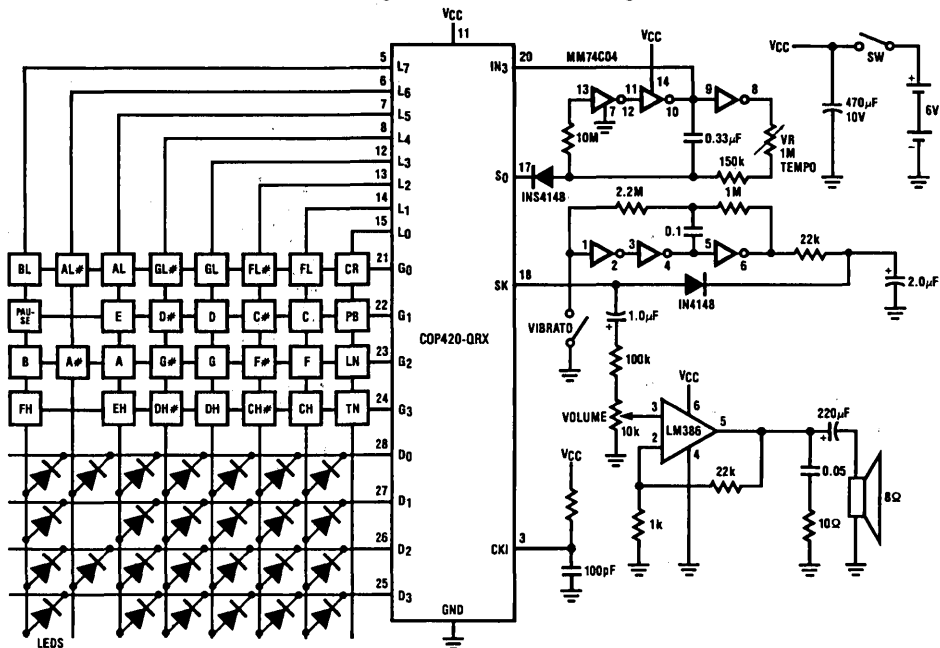 VCC
11
5
L7
6
L6
7
L5
8
L4
12
L3
13
L2
14
L1
15
L0
BL AL# AL GL# GL FL# FL CR
21
G0
PAU-
SE
E D# D C# C PB
22
G1
B A# A G# G F# F LN
23
G2
FH EH DH# DH CH# CH TN
24
G3
28
D0
27
D1
26
D2
25
D3
LEDS
COP420-QRX
GND
IN3
20
MM74C04
VCC
14
13
11
9
8
7
12
10
10M
0.33µF
VR
1M
TEMPO
150k
S0
17
INS4148
2.2M
1M
0.1
1
2
3
4
5
6
22k
18
SK
IN4148
2.0µF
+
VIBRATO
1.0µF
+
100k
VOLUME
10k
VCC
6
3
LM386
5
2
4
22k
1k
220µF
+
0.05
10Ω
8Ω
VCC
CKI
3
100pF
VCC
SW
470µF
10V
+
+
6V
-